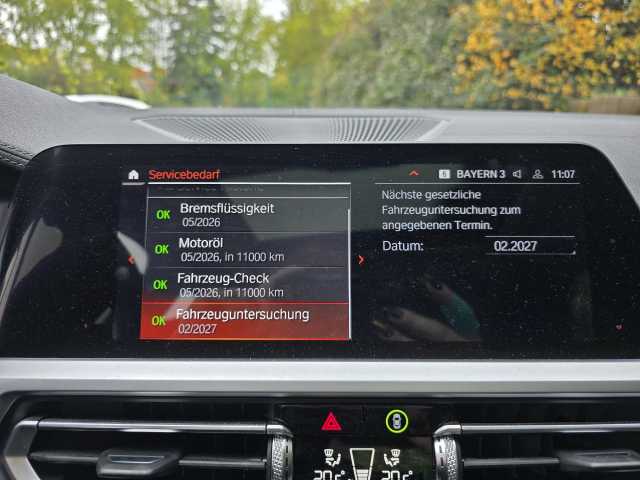 Servicebedarf
6 BAYERN 3
11:07
OK Bremsflüssigkeit
05/2026
OK Motoröl
05/2026, in 11000 km
OK Fahrzeug-Check
05/2026, in 11000 km
OK Fahrzeuguntersuchung
02/2027
Nächste gesetzliche
Fahrzeuguntersuchung zum
angegebenen Termin.
Datum: 02.2027